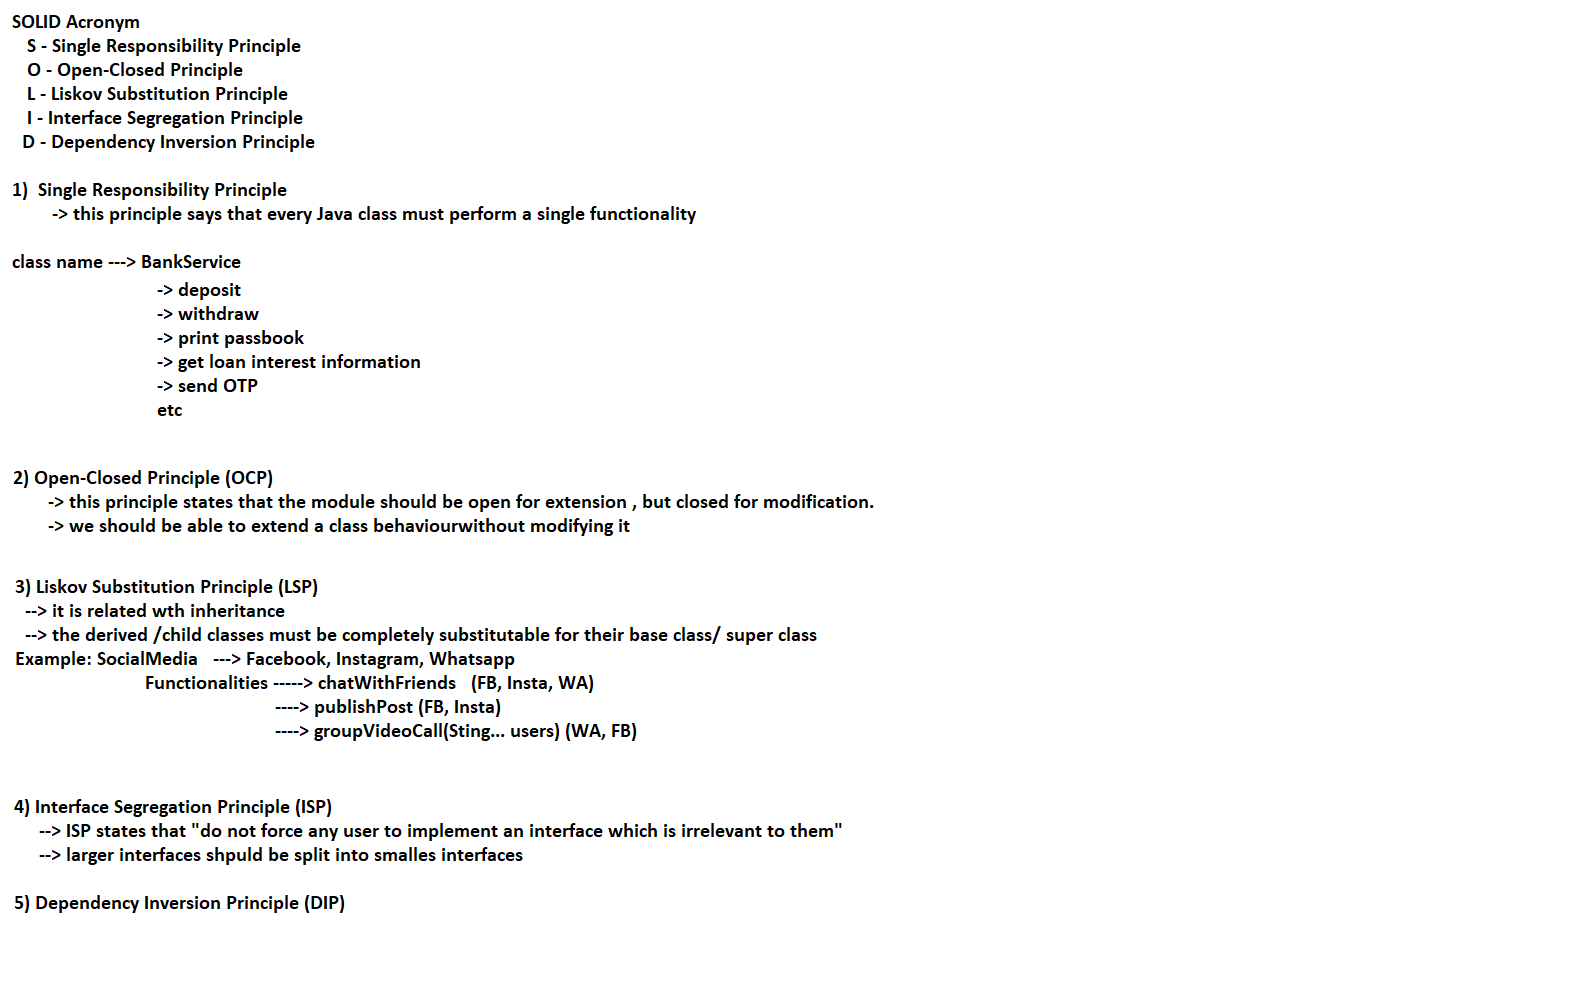 SOLID Acronym
S - Single Responsibility Principle
O - Open-Closed Principle
L - Liskov Substitution Principle
I - Interface Segregation Principle
D - Dependency Inversion Principle
1)  Single Responsibility Principle
-> this principle says that every Java class must perform a single functionality
class name ---> BankService
-> deposit
-> withdraw
-> print passbook
-> get loan interest information
-> send OTP
etc
2) Open-Closed Principle (OCP)
-> this principle states that the module should be open for extension , but closed for modification.
-> we should be able to extend a class behaviourwithout modifying it
3) Liskov Substitution Principle (LSP)
--> it is related wth inheritance
--> the derived /child classes must be completely substitutable for their base class/ super class
Example: SocialMedia   ---> Facebook, Instagram, Whatsapp
Functionalities -----> chatWithFriends   (FB, Insta, WA)
----> publishPost (FB, Insta)
----> groupVideoCall(Sting... users) (WA, FB)
4) Interface Segregation Principle (ISP)
--> ISP states that "do not force any user to implement an interface which is irrelevant to them"
--> larger interfaces shpuld be split into smalles interfaces
5) Dependency Inversion Principle (DIP)